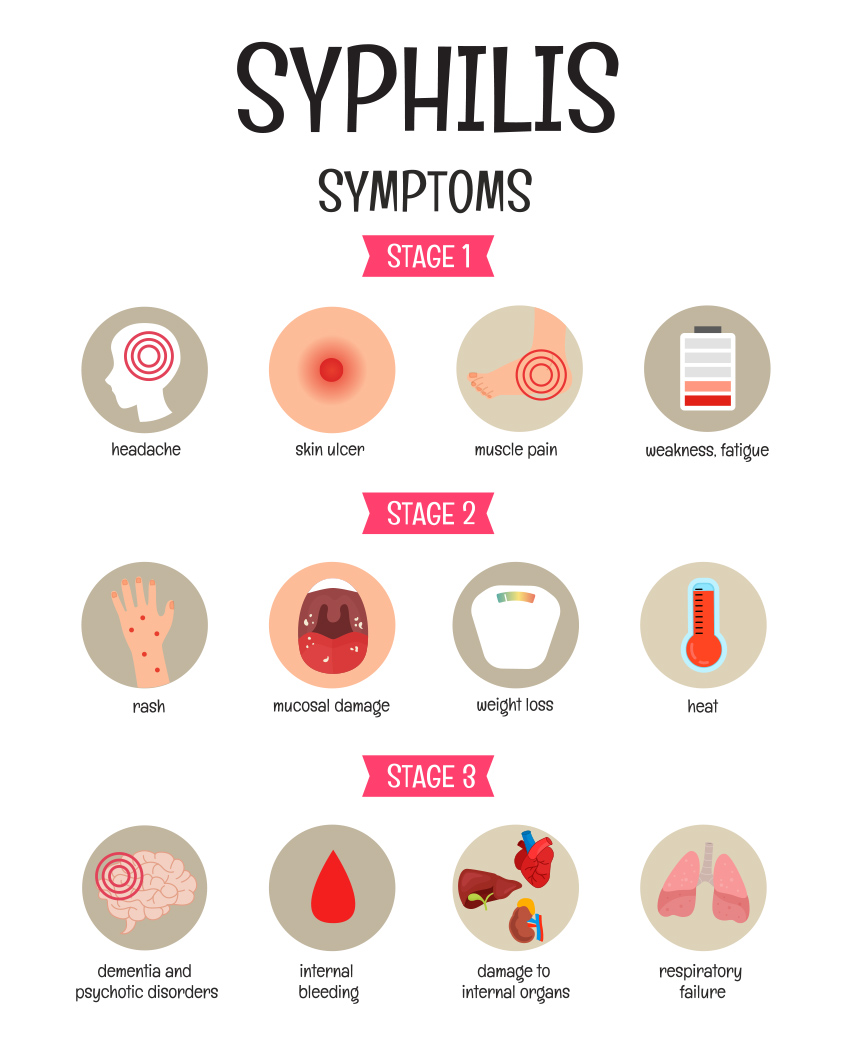 SYPHILIS
SYMPTOMS
STAGE 1
headache
skin ulcer
muscle pain
weakness, fatigue
STAGE 2
rash
mucosal damage
weight loss
heat
STAGE 3
dementia and
psychotic disorders
internal
bleeding
damage to
internal organs
respiratory
failure